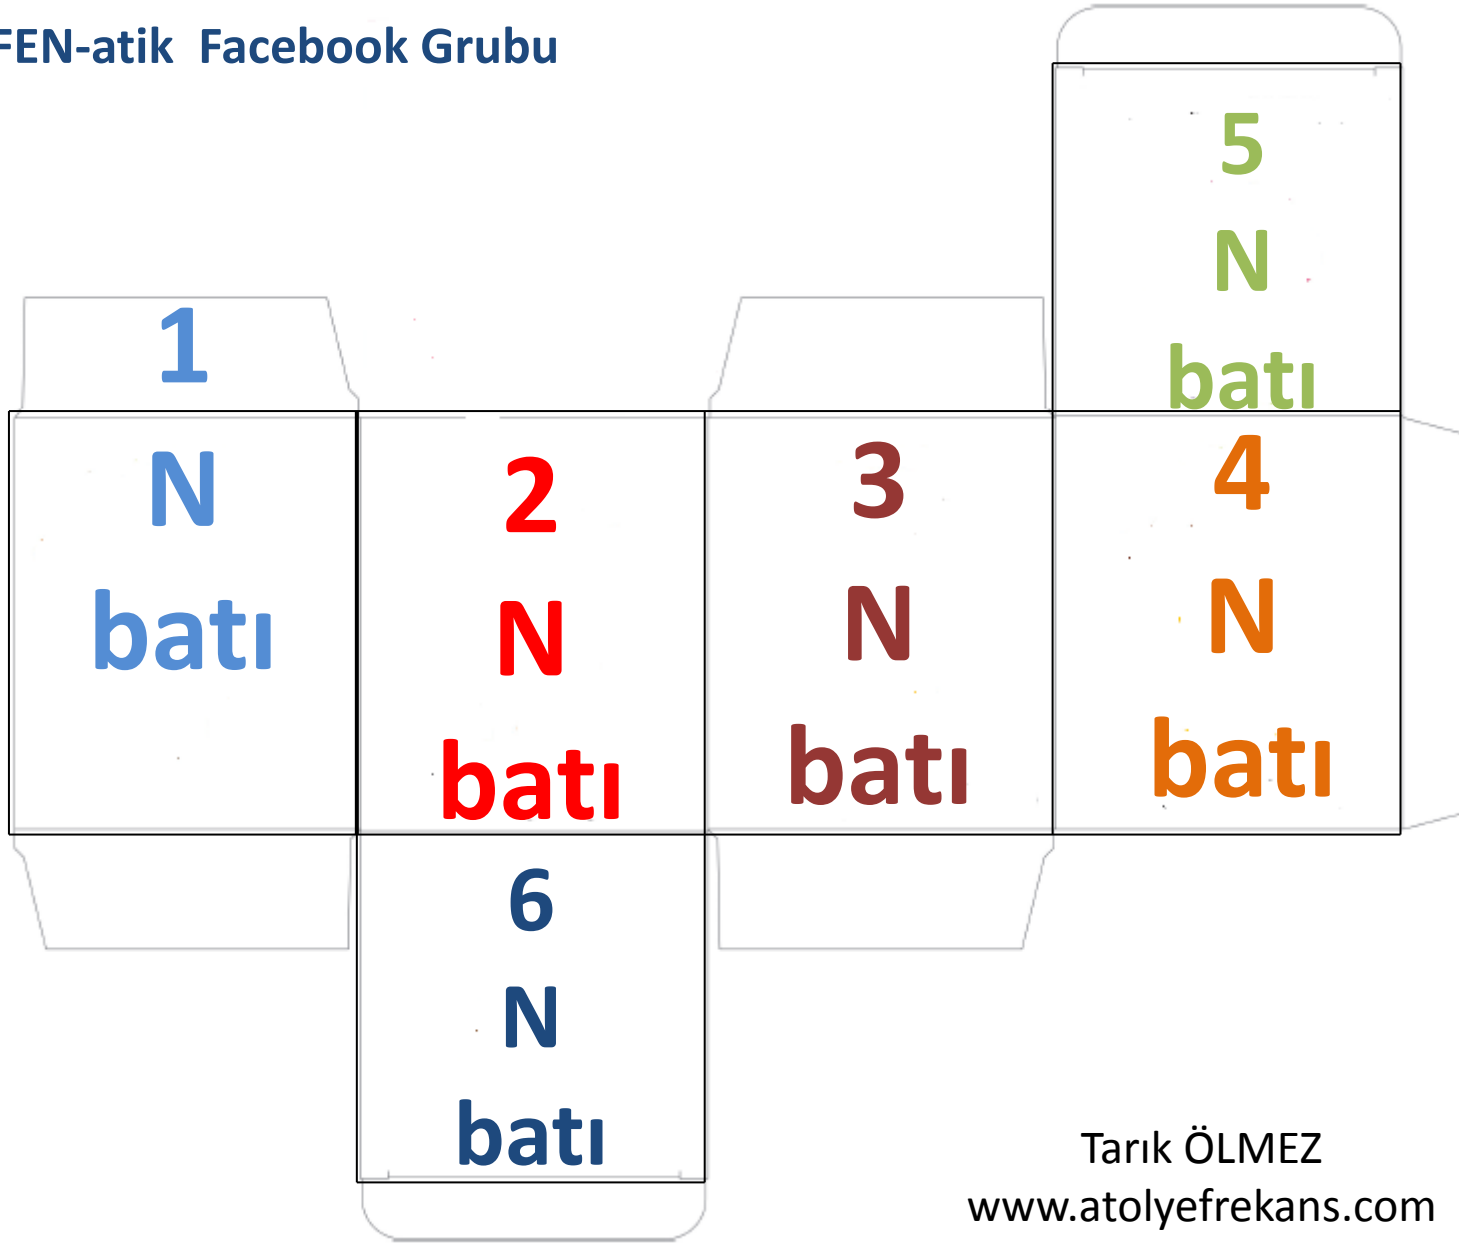 FEN-atik Facebook Grubu
5
N
batı
1
N
batı
2
N
batı
3
N
batı
4
N
batı
6
N
batı
Tarık ÖLMEZ
www.atolyefrekans.com